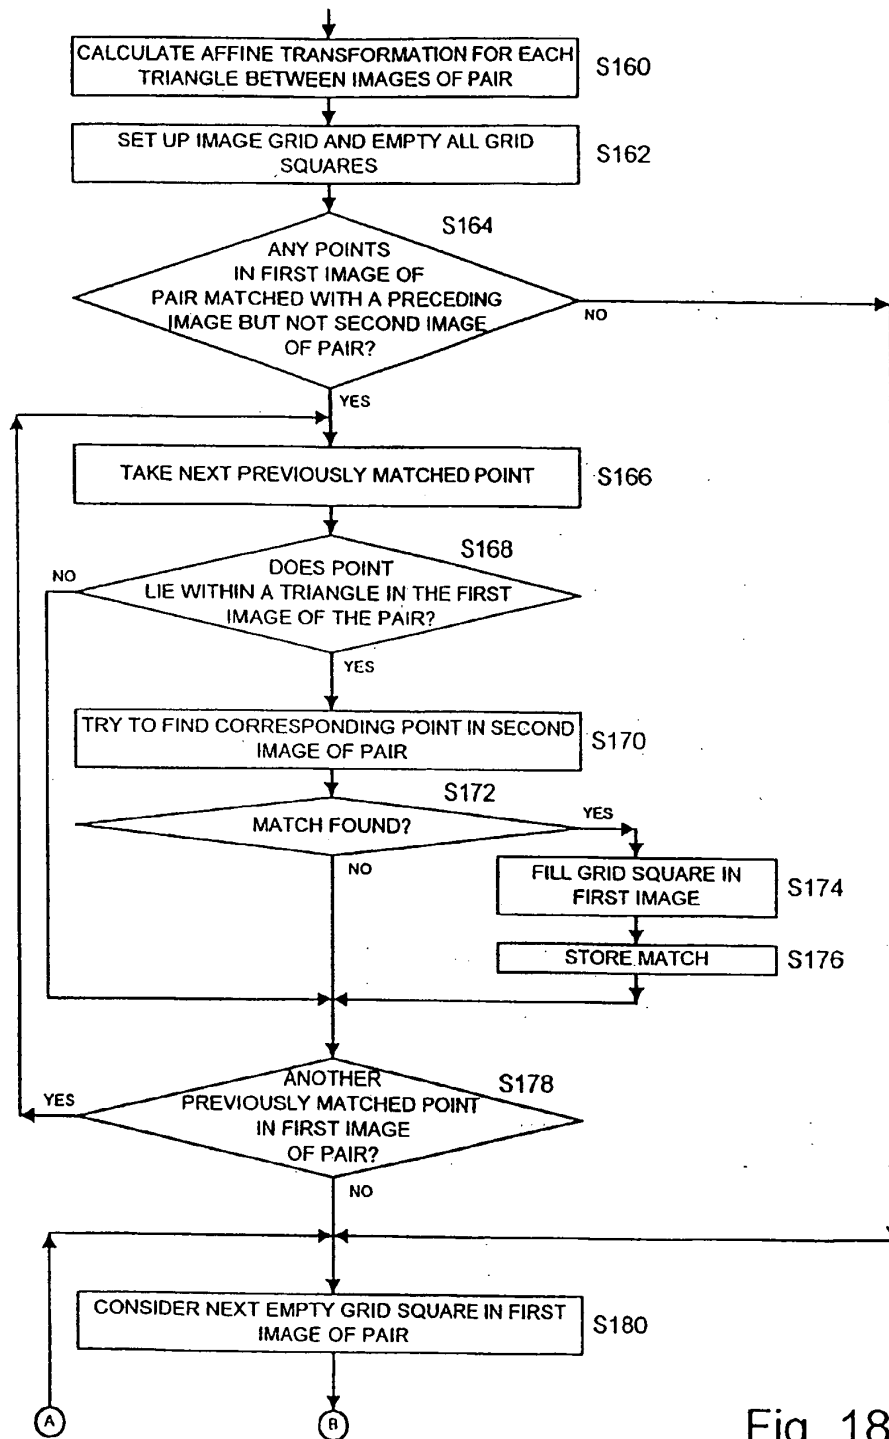 CALCULATE AFFINE TRANSFORMATION FOR EACH
TRIANGLE BETWEEN IMAGES OF PAIR
S160
SET UP IMAGE GRID AND EMPTY ALL GRID
SQUARES
S162
S164
ANY POINTS
IN FIRST IMAGE OF
PAIR MATCHED WITH A PRECEDING
IMAGE BUT NOT SECOND IMAGE
OF PAIR?
NO
YES
TAKE NEXT PREVIOUSLY MATCHED POINT
S166
S168
DOES POINT
LIE WITHIN A TRIANGLE IN THE FIRST
IMAGE OF THE PAIR?
NO
YES
TRY TO FIND CORRESPONDING POINT IN SECOND
IMAGE OF PAIR
S170
S172
MATCH FOUND?
YES
NO
FILL GRID SQUARE IN
FIRST IMAGE
S174
STORE MATCH
S176
S178
ANOTHER
PREVIOUSLY MATCHED POINT
IN FIRST IMAGE
OF PAIR?
YES
NO
CONSIDER NEXT EMPTY GRID SQUARE IN FIRST
IMAGE OF PAIR
S180
A
B
Fig. 18